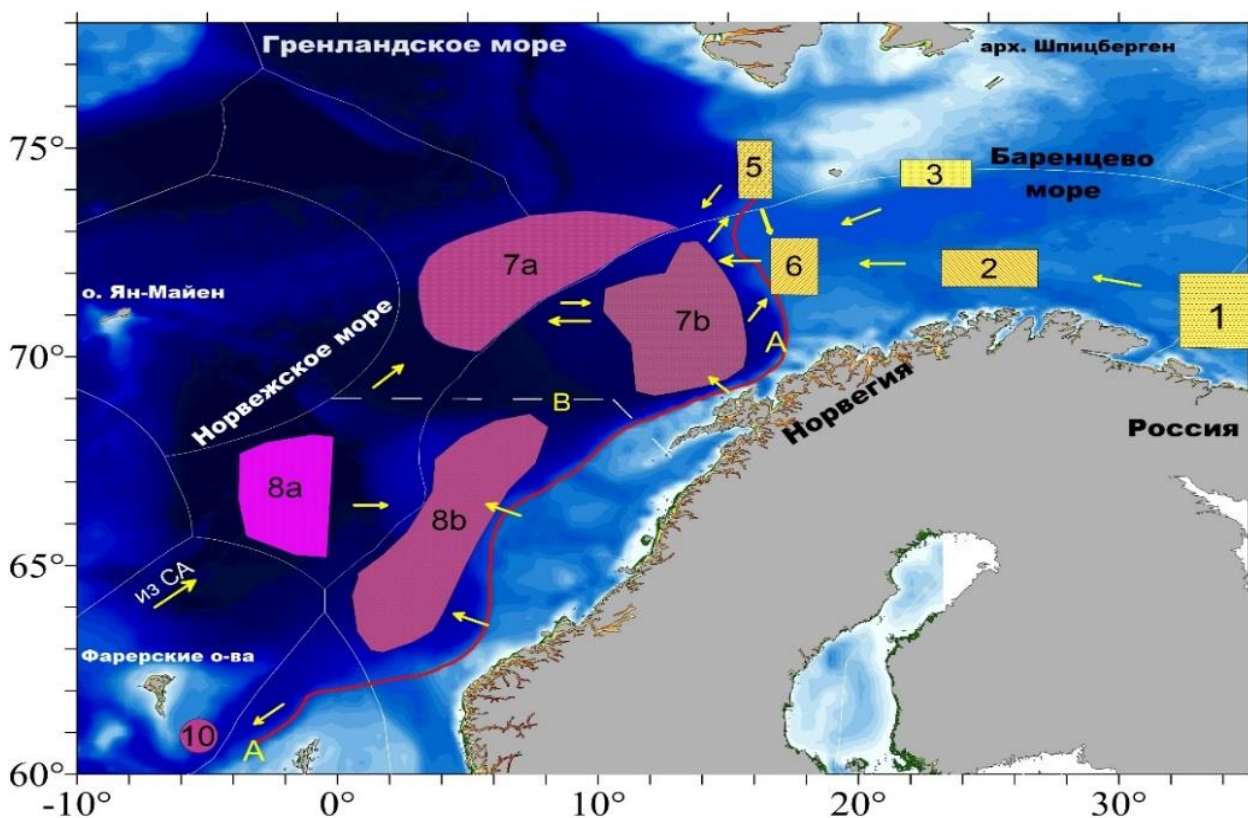 Гренландское море
арх. Шпицберген
75°
5
3
Баренцево
море
7a
6
2
1
о. Ян-Майен
7b
70°
A
Норвежское море
B
Норвегия
Россия
8a
8b
65°
из СА
Фарерские о-ва
10
A
60°
-10°
0°
10°
20°
30°